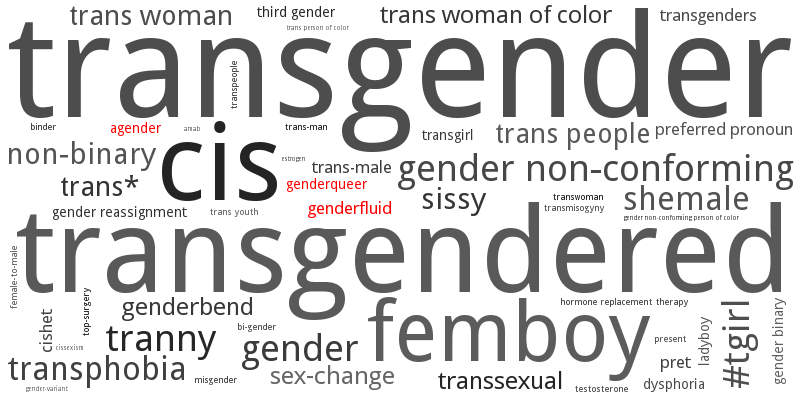 trans woman
third gender
trans woman of color
transgenders
trans person of color
transgender
transpeople
binder
agender
amab
trans-man
transgirl
trans people
preferred pronoun
non-binary
cis
estrogen
trans-male
gender non-conforming
trans*
genderqueer
sissy
transwoman
shemale
gender reassignment
trans youth
genderfluid
transmisogyny
gender non-conforming person of color
transgendered
female-to-male
top-surgery
genderbend
hormone replacement therapy
cishet
tranny
bi-gender
femboy
#tgirl
gender binary
cissexism
gender
present
ladyboy
transphobia
misgender
sex-change
transsexual
pret
dysphoria
testosterone
gender-variant